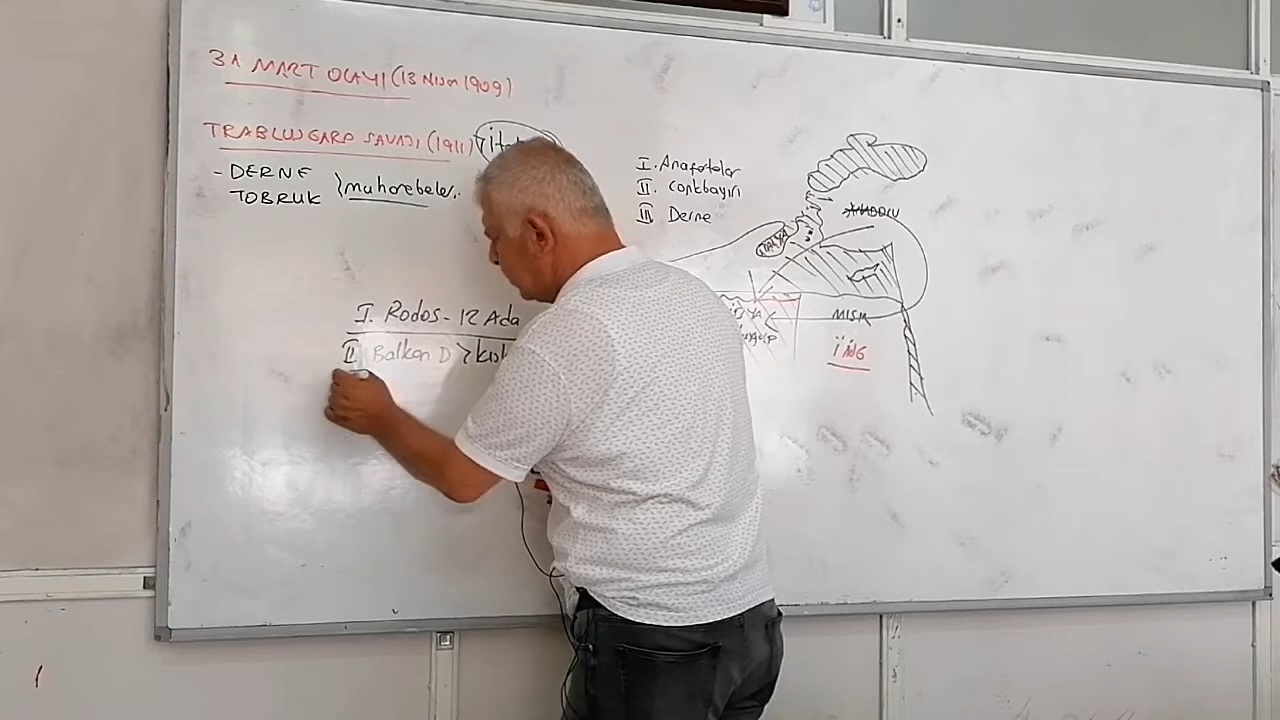 31 MART OLAYI (13 Nisan 1909)
TRABLUSGARP SAVAŞI (1911)
- DERNE
TOBRUK
muharebeler
I. Rodos - 12 Ada
II Balkan D
I. Anafartalar
II. Conkbayırı
III Derne
ANADOLU
MISIR
İNG